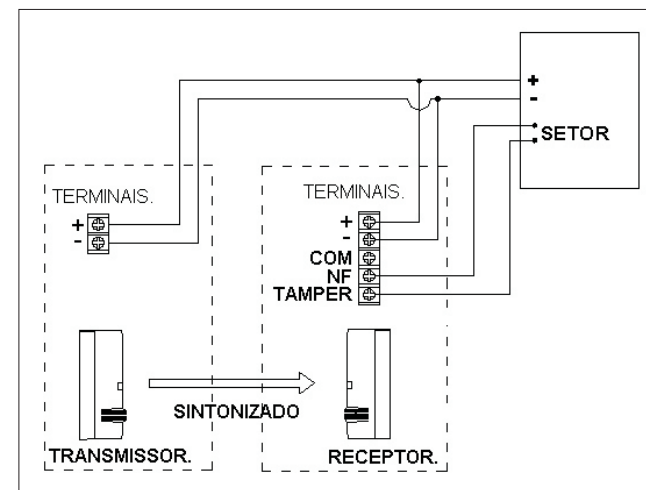 +
-
SETOR
TERMINAIS.
+
-
TERMINAIS.
+
-
COM
NF
TAMPER
SINTONIZADO
TRANSMISSOR.
RECEPTOR.